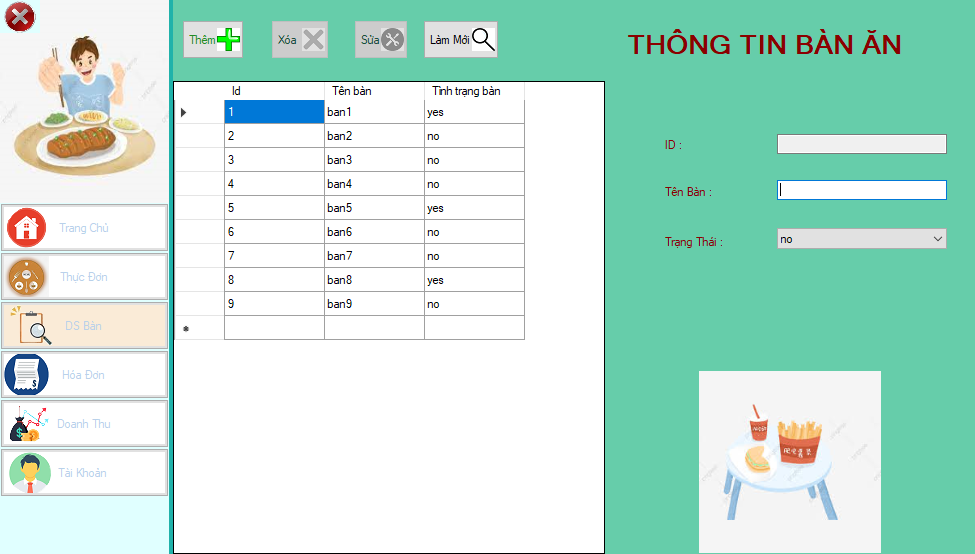 Thêm
Xóa
Sửa
Làm Mới
THÔNG TIN BÀN ĂN
Id Tên bàn Tình trạng bàn
1 ban1 yes
2 ban2 no
3 ban3 no
4 ban4 no
5 ban5 yes
6 ban6 no
7 ban7 no
8 ban8 yes
9 ban9 no
ID :
Tên Bàn :
Trạng Thái :
no
Trang Chủ
Thực Đơn
DS Bàn
Hóa Đơn
Doanh Thu
Tài Khoản